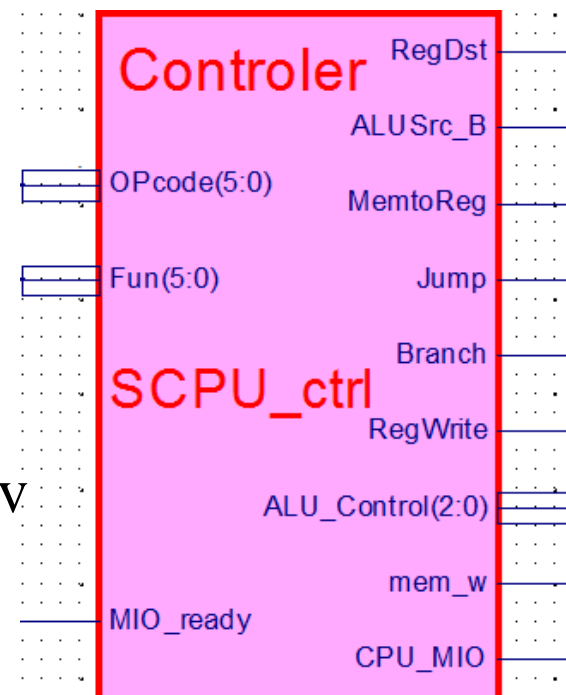 Controler
RegDst
ALUSrc_B
OPcode(5:0)
MemtoReg
Fun(5:0)
Jump
Branch
SCPU_ctrl
RegWrite
v
ALU_Control(2:0)
mem_w
MIO_ready
CPU_MIO